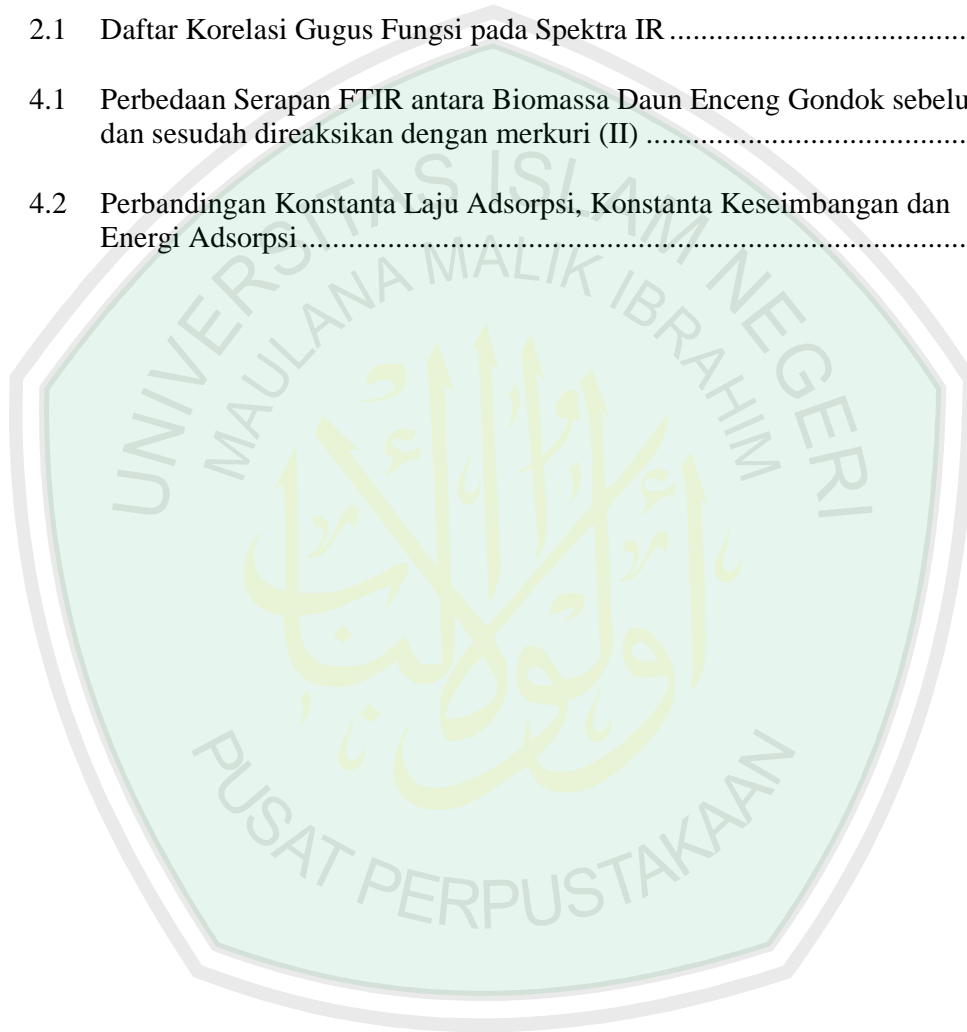 2.1 Daftar Korelasi Gugus Fungsi pada Spektra IR ..................................
4.1 Perbedaan Serapan FTIR antara Biomassa Daun Enceng Gondok sebelu
dan sesudah direaksikan dengan merkuri (II) .....................................
4.2 Perbandingan Konstanta Laju Adsorpsi, Konstanta Keseimbangan dan
Energi Adsorpsi .................................................................................
UNIVERSITAS ISLAM NEGERI
MAULANA MALIK IBRAHIM
أولوا الألباب
PUSAT PERPUSTAKAAN